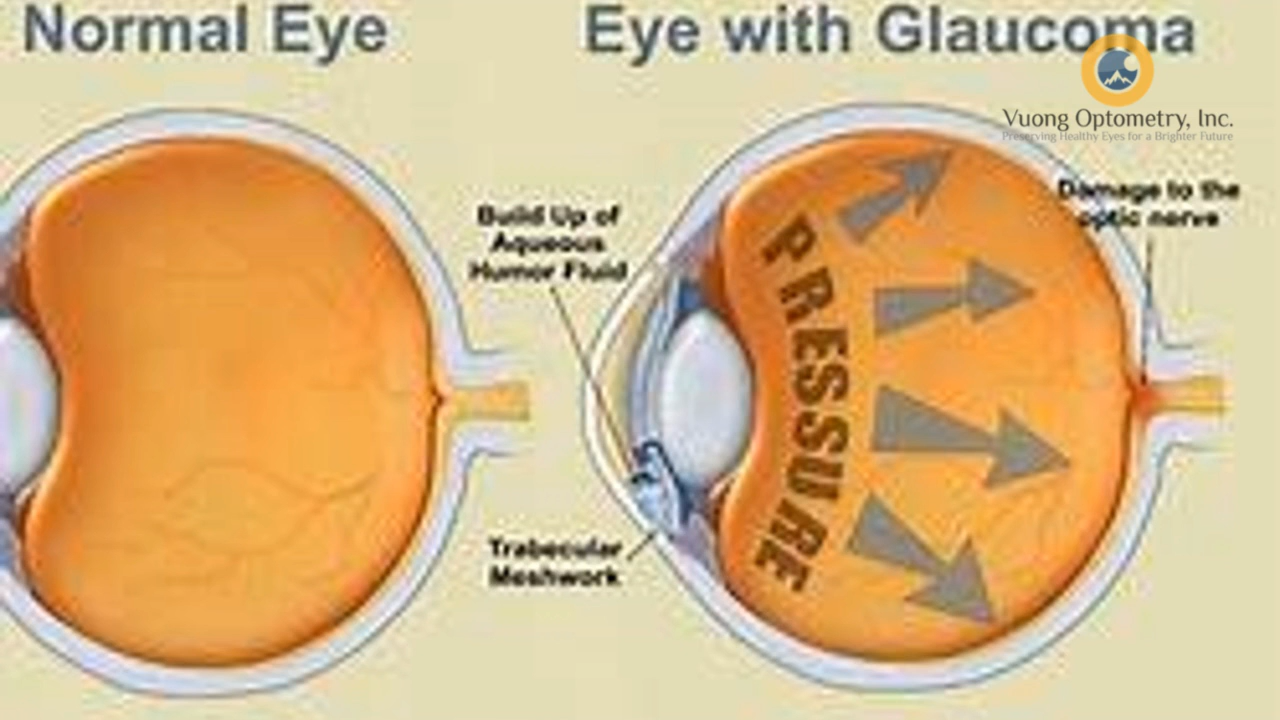 Normal Eye
Eye with Glaucoma
Vuong Optometry, Inc.
Preserving Healthy Eyes for a Brighter Future
Build Up of
Aqueous
Humor Fluid
Damage to the
optic nerve
PRESSURE
Trabecular
Meshwork